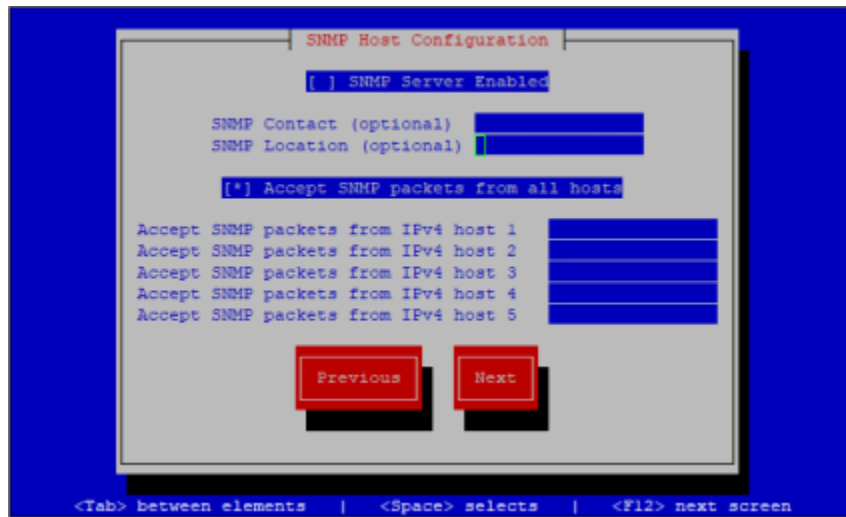 SNMP Host Configuration
[ ] SNMP Server Enabled
SNMP Contact (optional)
SNMP Location (optional)
[*] Accept SNMP packets from all hosts
Accept SNMP packets from IPv4 host 1
Accept SNMP packets from IPv4 host 2
Accept SNMP packets from IPv4 host 3
Accept SNMP packets from IPv4 host 4
Accept SNMP packets from IPv4 host 5
Previous Next
<Tab> between elements | <Space> selects | <F12> next screen